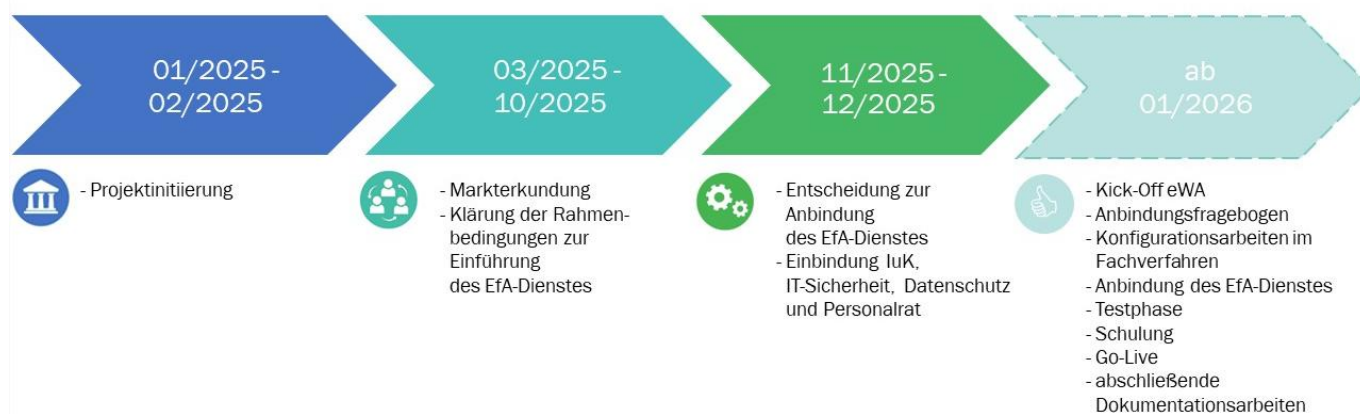 01/2025 -
02/2025
03/2025 -
10/2025
11/2025 -
12/2025
ab
01/2026
- Projektinitiierung
- Markterkundung
- Klärung der Rahmen-
bedingungen zur
Einführung
des EfA-Dienstes
- Entscheidung zur
Anbindung
des EfA-Dienstes
- Einbindung IuK,
IT-Sicherheit, Datenschutz
und Personalrat
- Kick-Off eWA
- Anbindungsfragebogen
- Konfigurationsarbeiten im
Fachverfahren
- Anbindung des EfA-Dienstes
- Testphase
- Schulung
- Go-Live
- abschließende
Dokumentationsarbeiten